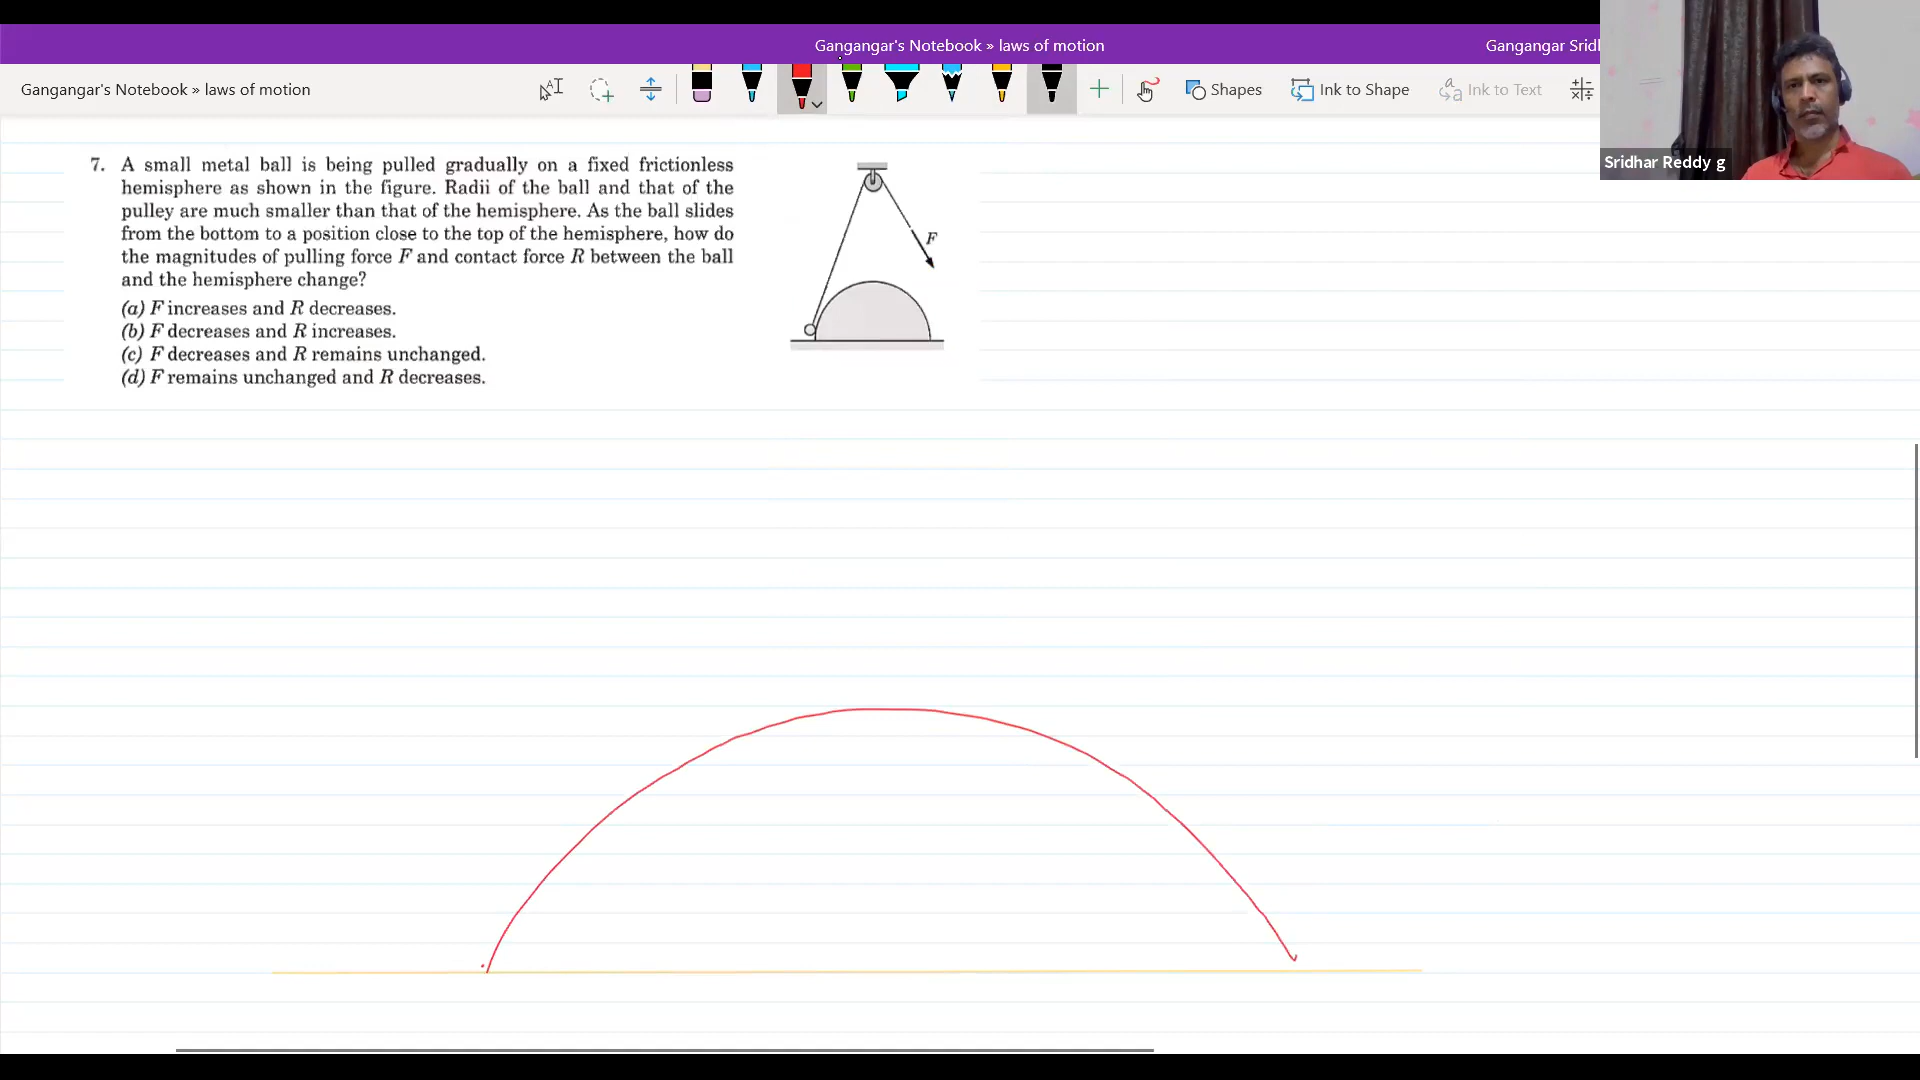 Gangangar's Notebook » laws of motion
Gangangar Sridl
Gangangar's Notebook » laws of motion
Shapes
Ink to Shape
Ink to Text
Sridhar Reddy g
7. A small metal ball is being pulled gradually on a fixed frictionless
hemisphere as shown in the figure. Radii of the ball and that of the
pulley are much smaller than that of the hemisphere. As the ball slides
from the bottom to a position close to the top of the hemisphere, how do
the magnitudes of pulling force F and contact force R between the ball
and the hemisphere change?
(a) F increases and R decreases.
(b) F decreases and R increases.
(c) F decreases and R remains unchanged.
(d) F remains unchanged and R decreases.
F